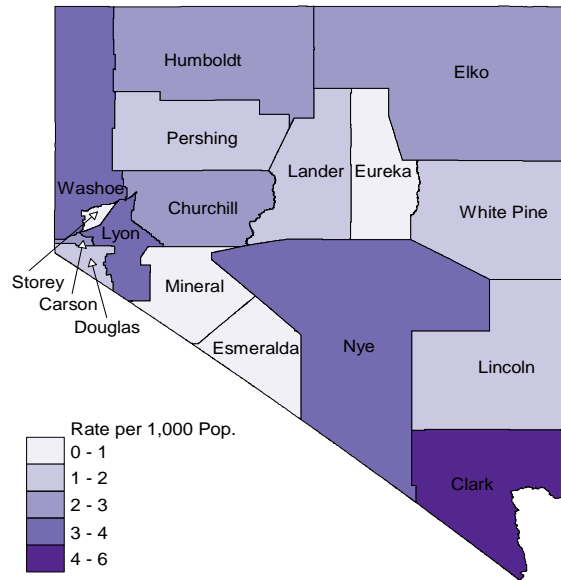 Humboldt
Elko
Pershing
Lander
Eureka
Washoe
Churchill
White Pine
Lyon
Storey
Carson
Douglas
Mineral
Esmeralda
Nye
Lincoln
Clark
Rate per 1,000 Pop.
0 - 1
1 - 2
2 - 3
3 - 4
4 - 6